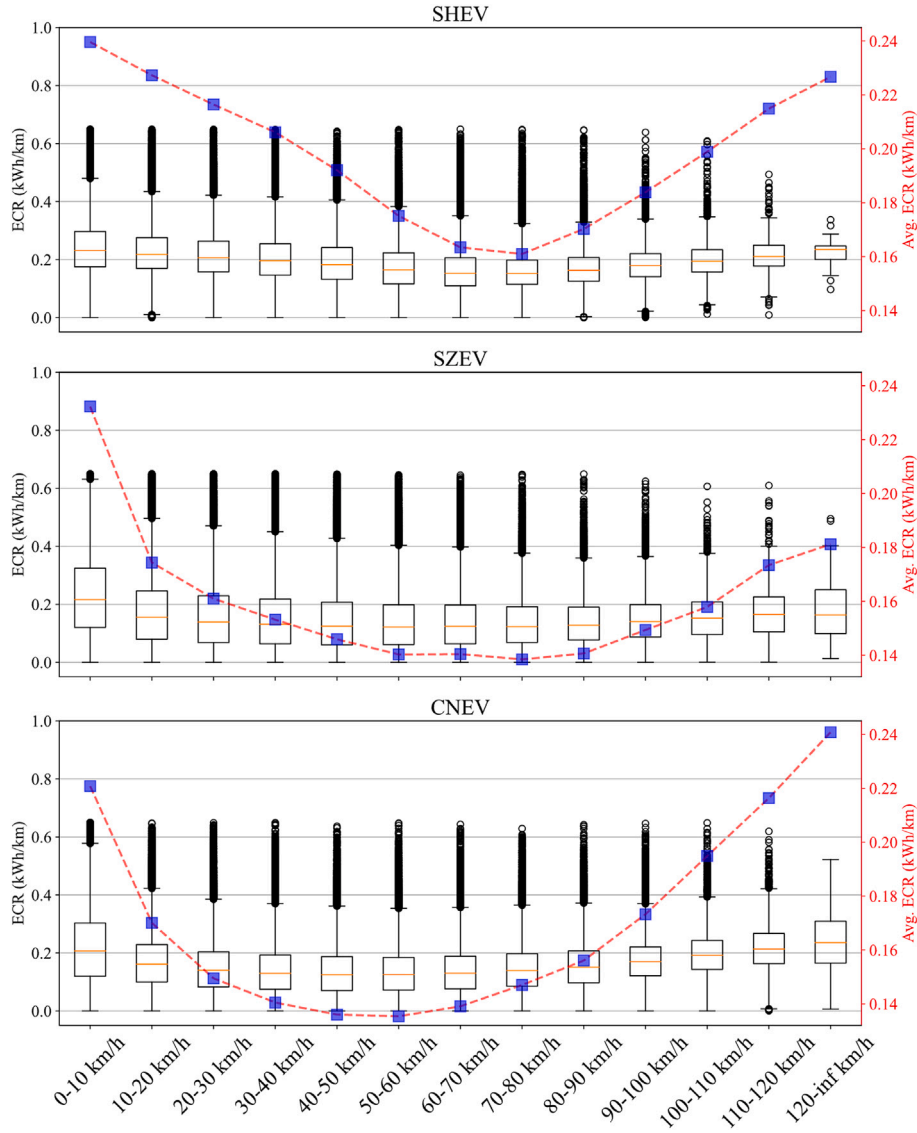 SHEV
1.0
0.8
0.6
0.4
0.2
0.0
ECR (kWh/km)
0.24
0.22
0.20
0.18
0.16
0.14
Avg. ECR (kWh/km)
SZEV
1.0
0.8
0.6
0.4
0.2
0.0
ECR (kWh/km)
0.24
0.22
0.20
0.18
0.16
0.14
Avg. ECR (kWh/km)
CNEV
1.0
0.8
0.6
0.4
0.2
0.0
ECR (kWh/km)
0.24
0.22
0.20
0.18
0.16
0.14
Avg. ECR (kWh/km)
0-10 km/h
10-20 km/h
20-30 km/h
30-40 km/h
40-50 km/h
50-60 km/h
60-70 km/h
70-80 km/h
80-90 km/h
90-100 km/h
100-110 km/h
110-120 km/h
120-inf km/h